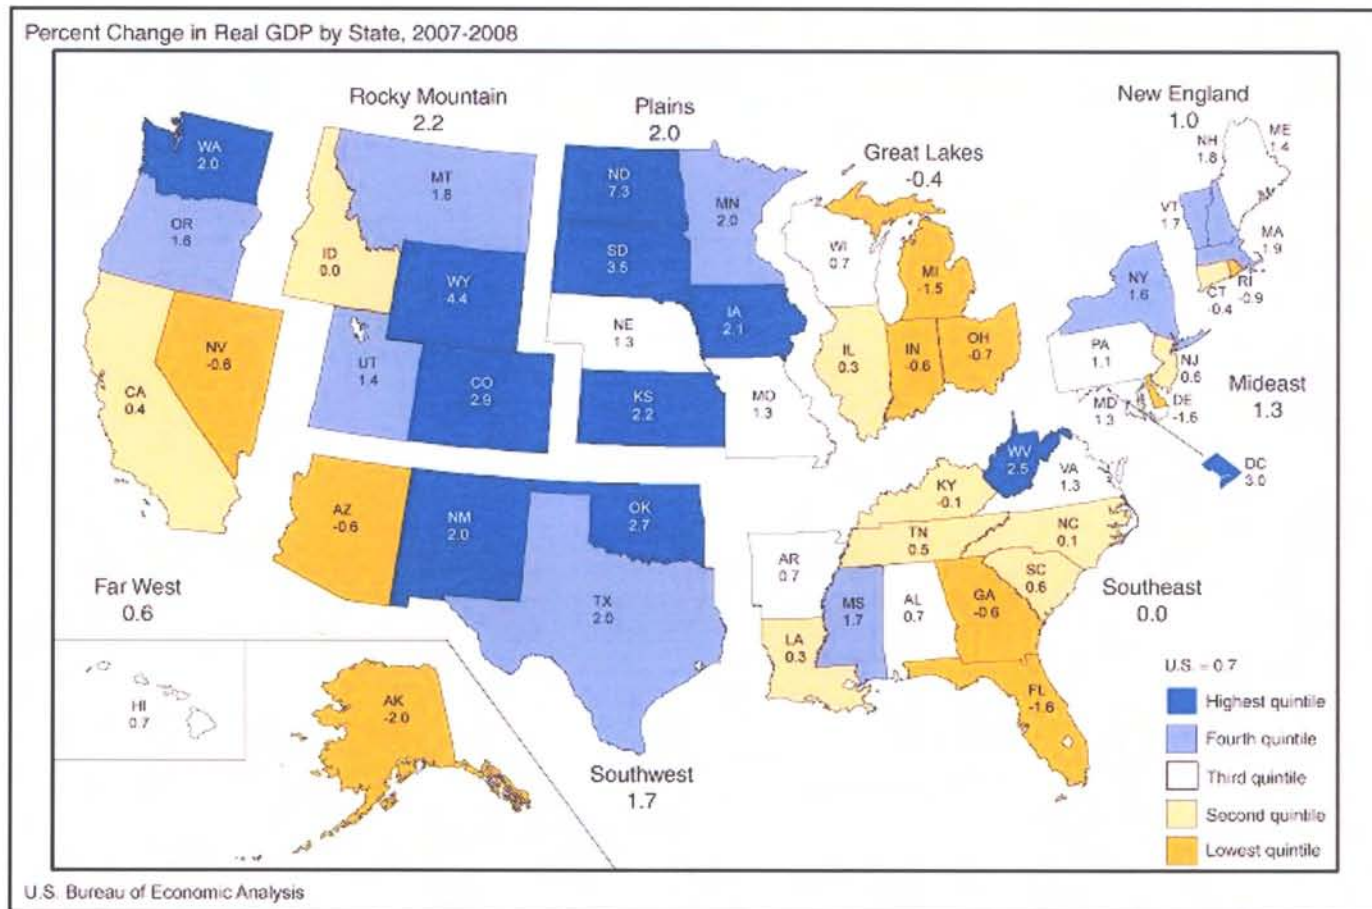 Percent Change in Real GDP by State, 2007-2008
Rocky Mountain
2.2
Plains
2.0
Great Lakes
-0.4
New England
1.0
WA
2.0
OR
1.6
CA
0.4
NV
-0.6
ID
0.0
MT
1.8
WY
4.4
UT
1.4
CO
2.9
ND
7.3
SD
3.5
NE
1.3
KS
2.2
MN
2.0
IA
2.1
MO
1.3
WI
0.7
MI
-1.5
IL
0.3
IN
-0.6
OH
-0.7
NH
1.8
ME
1.4
VT
1.7
MA
1.9
RI
-0.9
CT
-0.4
NY
1.6
PA
1.1
NJ
0.6
MD
1.3
DE
-1.6
Mideast
1.3
DC
3.0
AZ
-0.6
NM
2.0
OK
2.7
TX
2.0
Southwest
1.7
WV
2.5
VA
1.3
KY
-0.1
TN
0.5
NC
0.1
SC
0.6
AR
0.7
LA
0.3
MS
1.7
AL
0.7
GA
-0.6
FL
-1.6
Southeast
0.0
Far West
0.6
HI
0.7
AK
-2.0
U.S. = 0.7
Highest quintile
Fourth quintile
Third quintile
Second quintile
Lowest quintile
U.S. Bureau of Economic Analysis